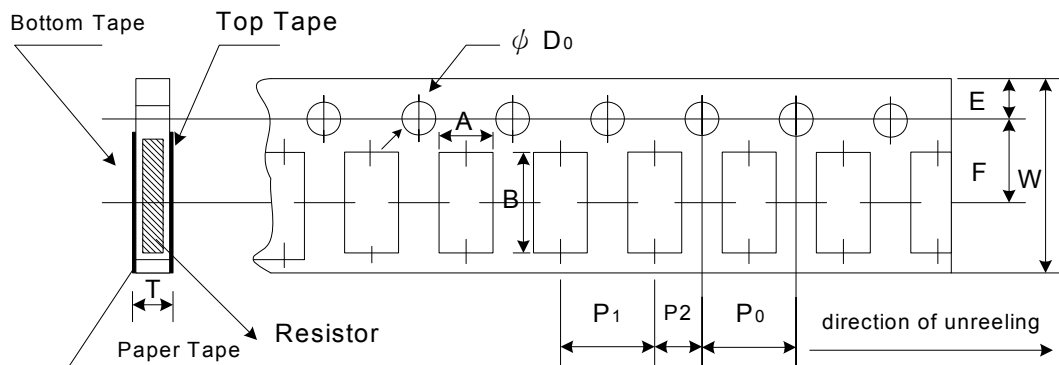 Bottom Tape
Top Tape
ϕ D0
E
A
F
W
B
T
P1
P2
P0
Resistor
direction of unreeling
Paper Tape